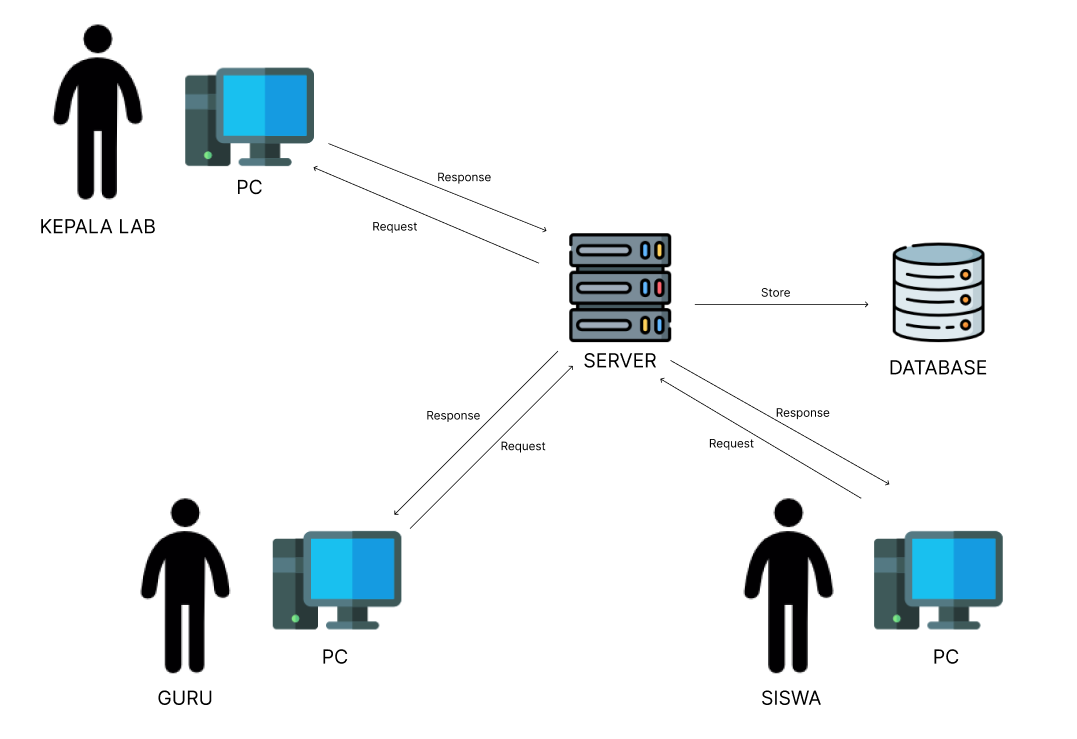 Response
PC
Request
KEPALA LAB
Store
SERVER
DATABASE
Response
Request
Response
Request
PC
GURU
PC
SISWA